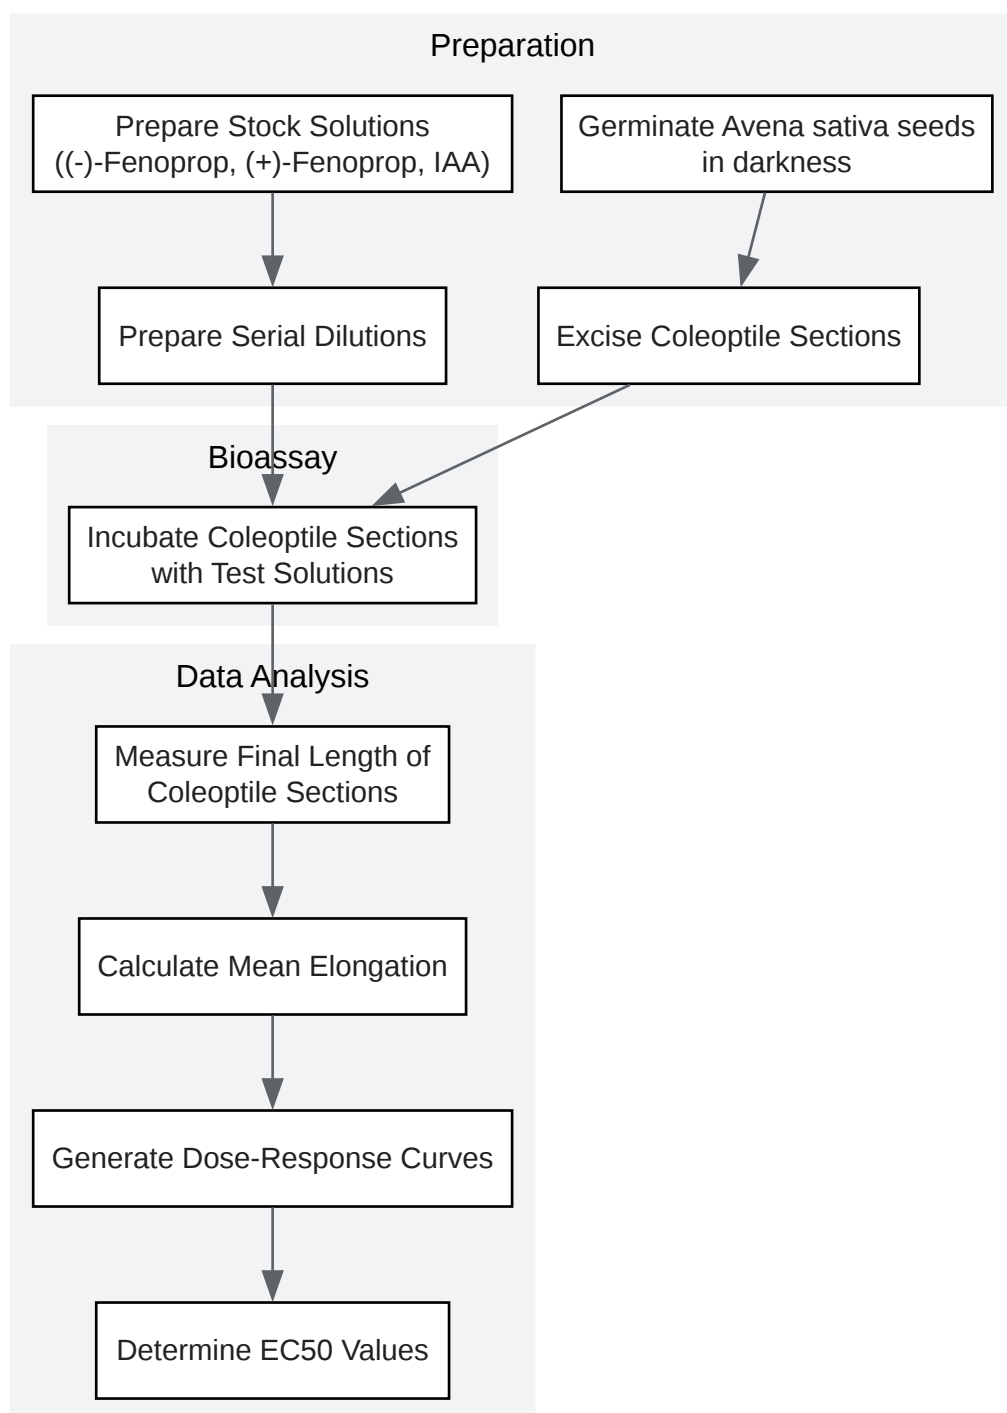 Preparation
Prepare Stock Solutions
((-)-Fenoprop, (+)-Fenoprop, IAA)
Germinate Avena sativa seeds
in darkness
Prepare Serial Dilutions
Excise Coleoptile Sections
Bioassay
Incubate Coleoptile Sections
with Test Solutions
Data Analysis
Measure Final Length of
Coleoptile Sections
Calculate Mean Elongation
Generate Dose-Response Curves
Determine EC50 Values